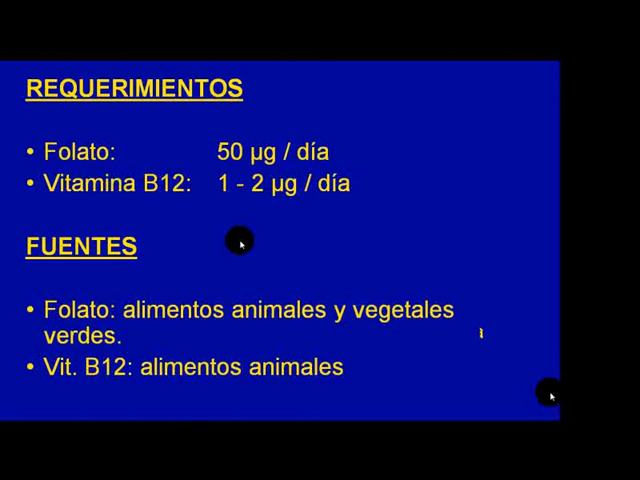 REQUERIMIENTOS
• Folato: 50 µg / día
• Vitamina B12: 1 - 2 µg / día
FUENTES
• Folato: alimentos animales y vegetales
verdes.
• Vit. B12: alimentos animales